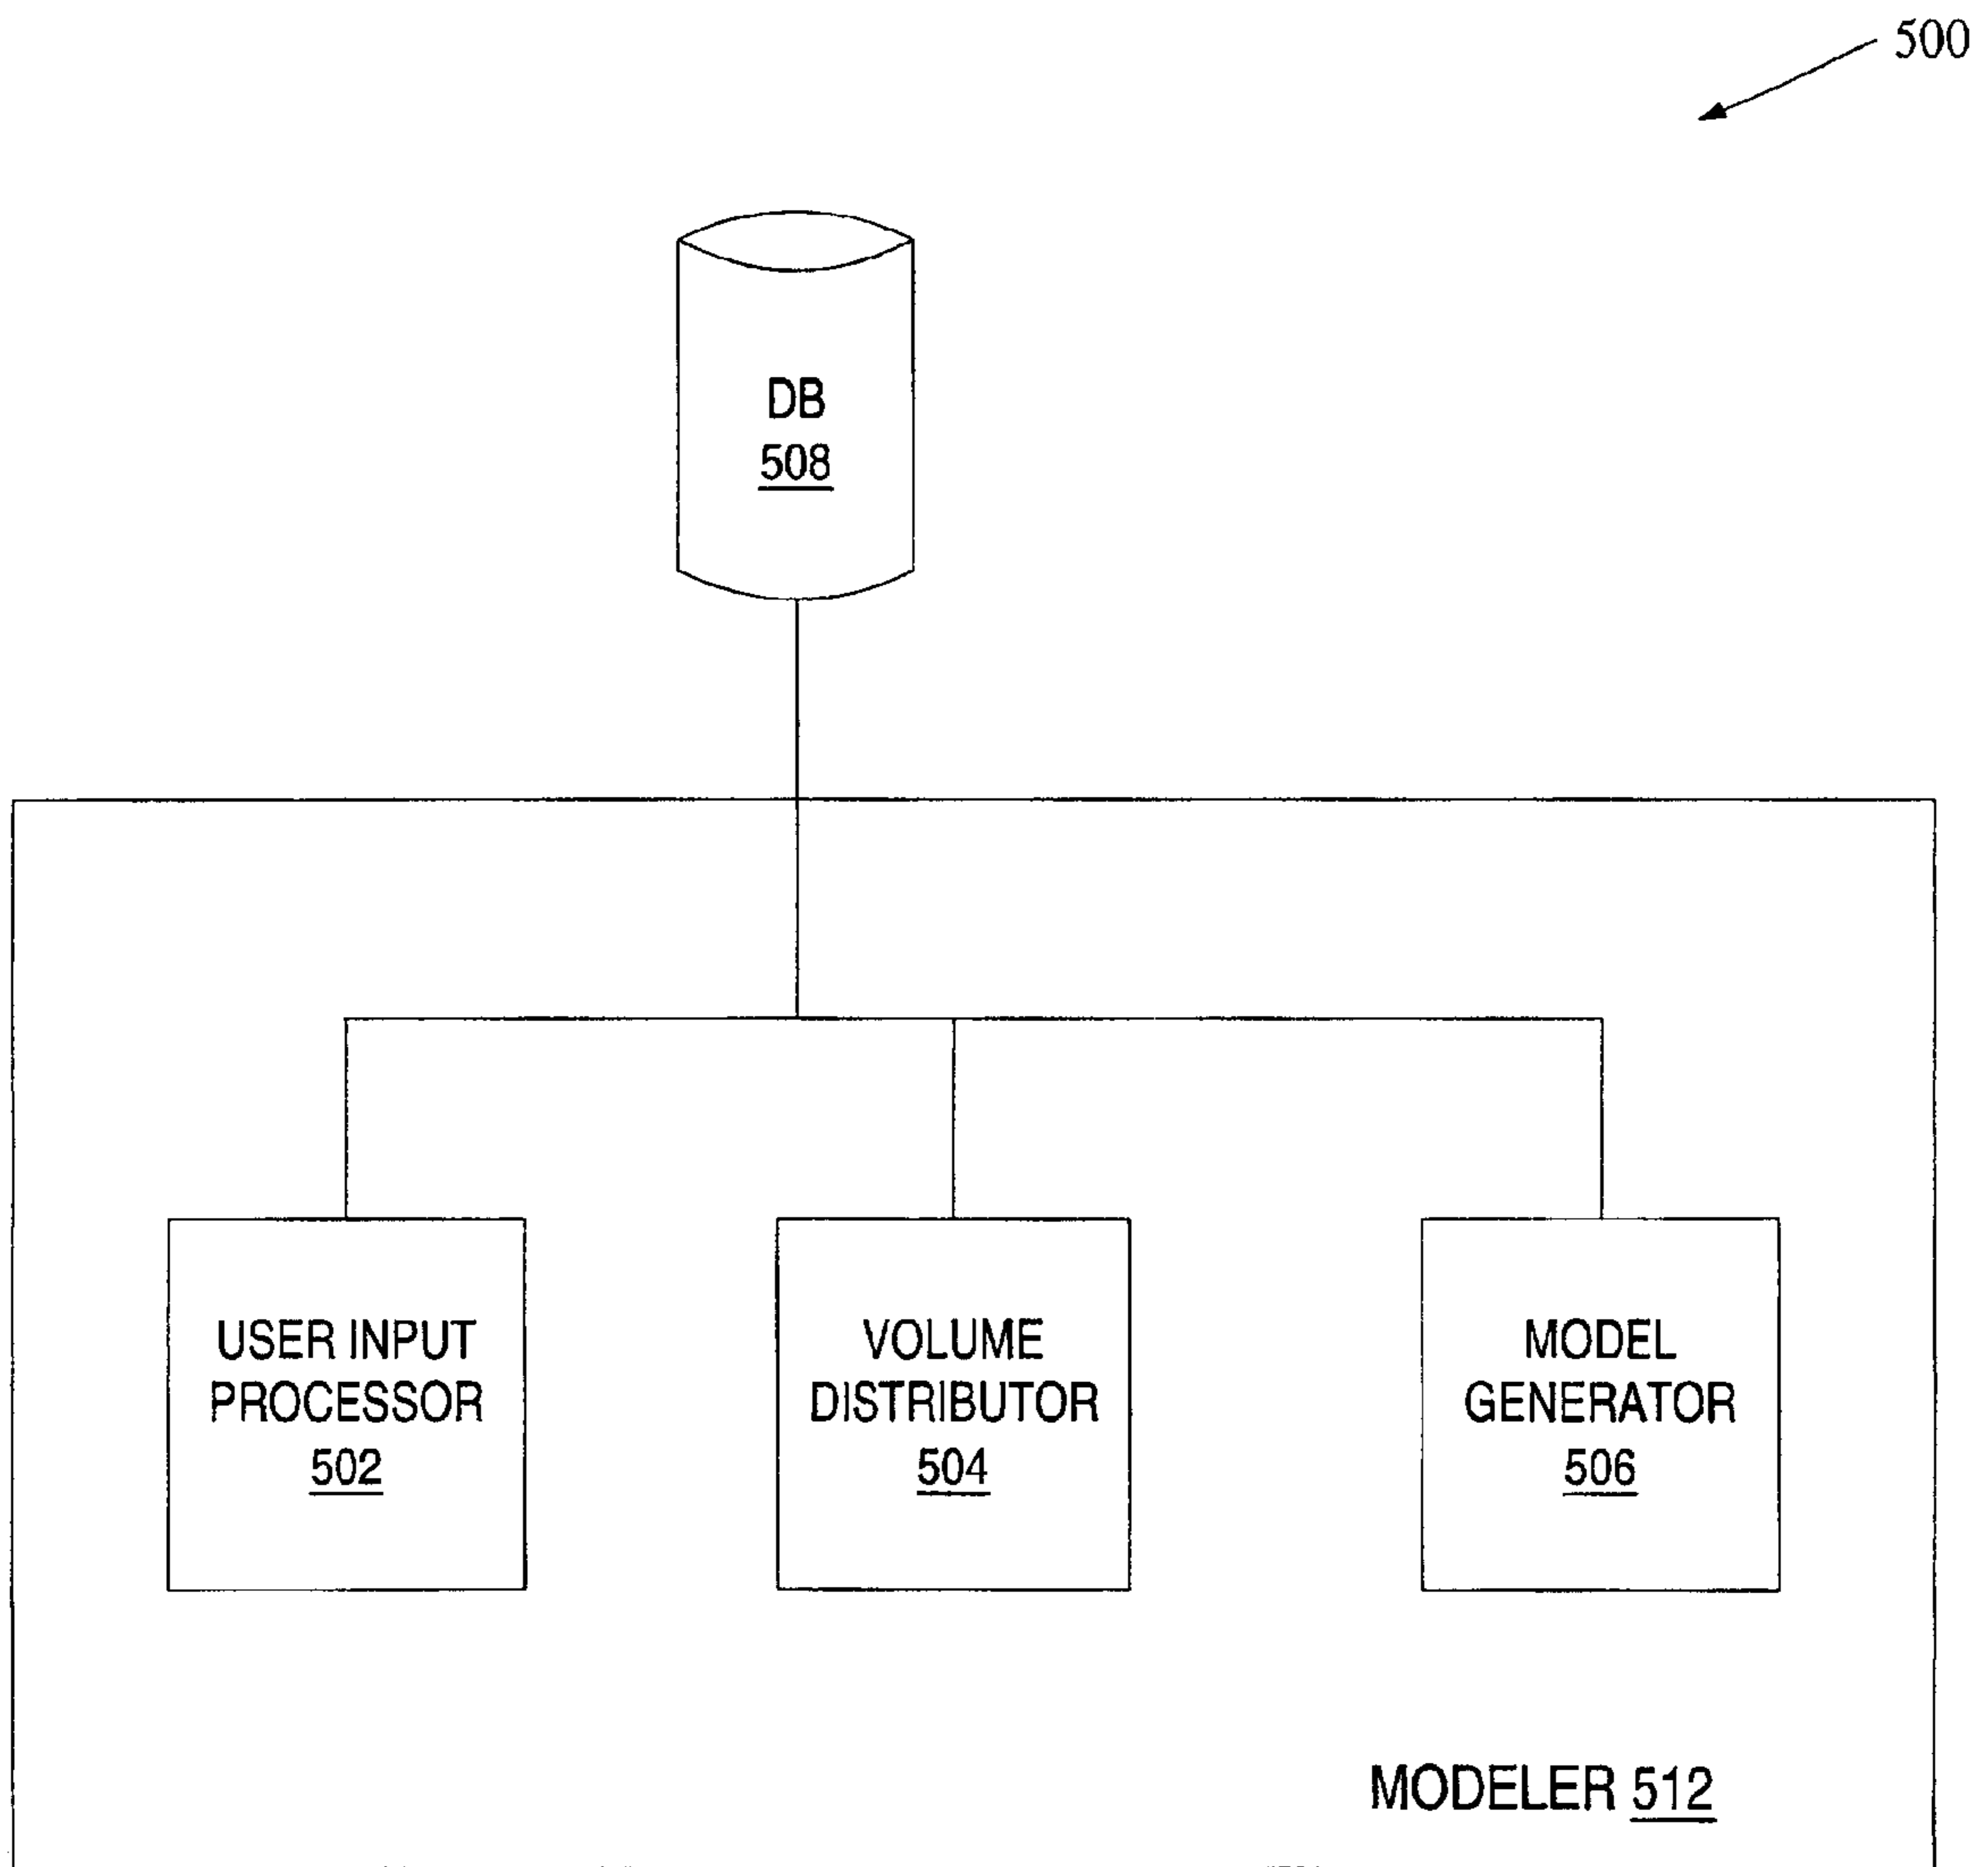 500
DB
508
USER INPUT
PROCESSOR
502
VOLUME
DISTRIBUTOR
504
MODEL
GENERATOR
506
MODELER 512